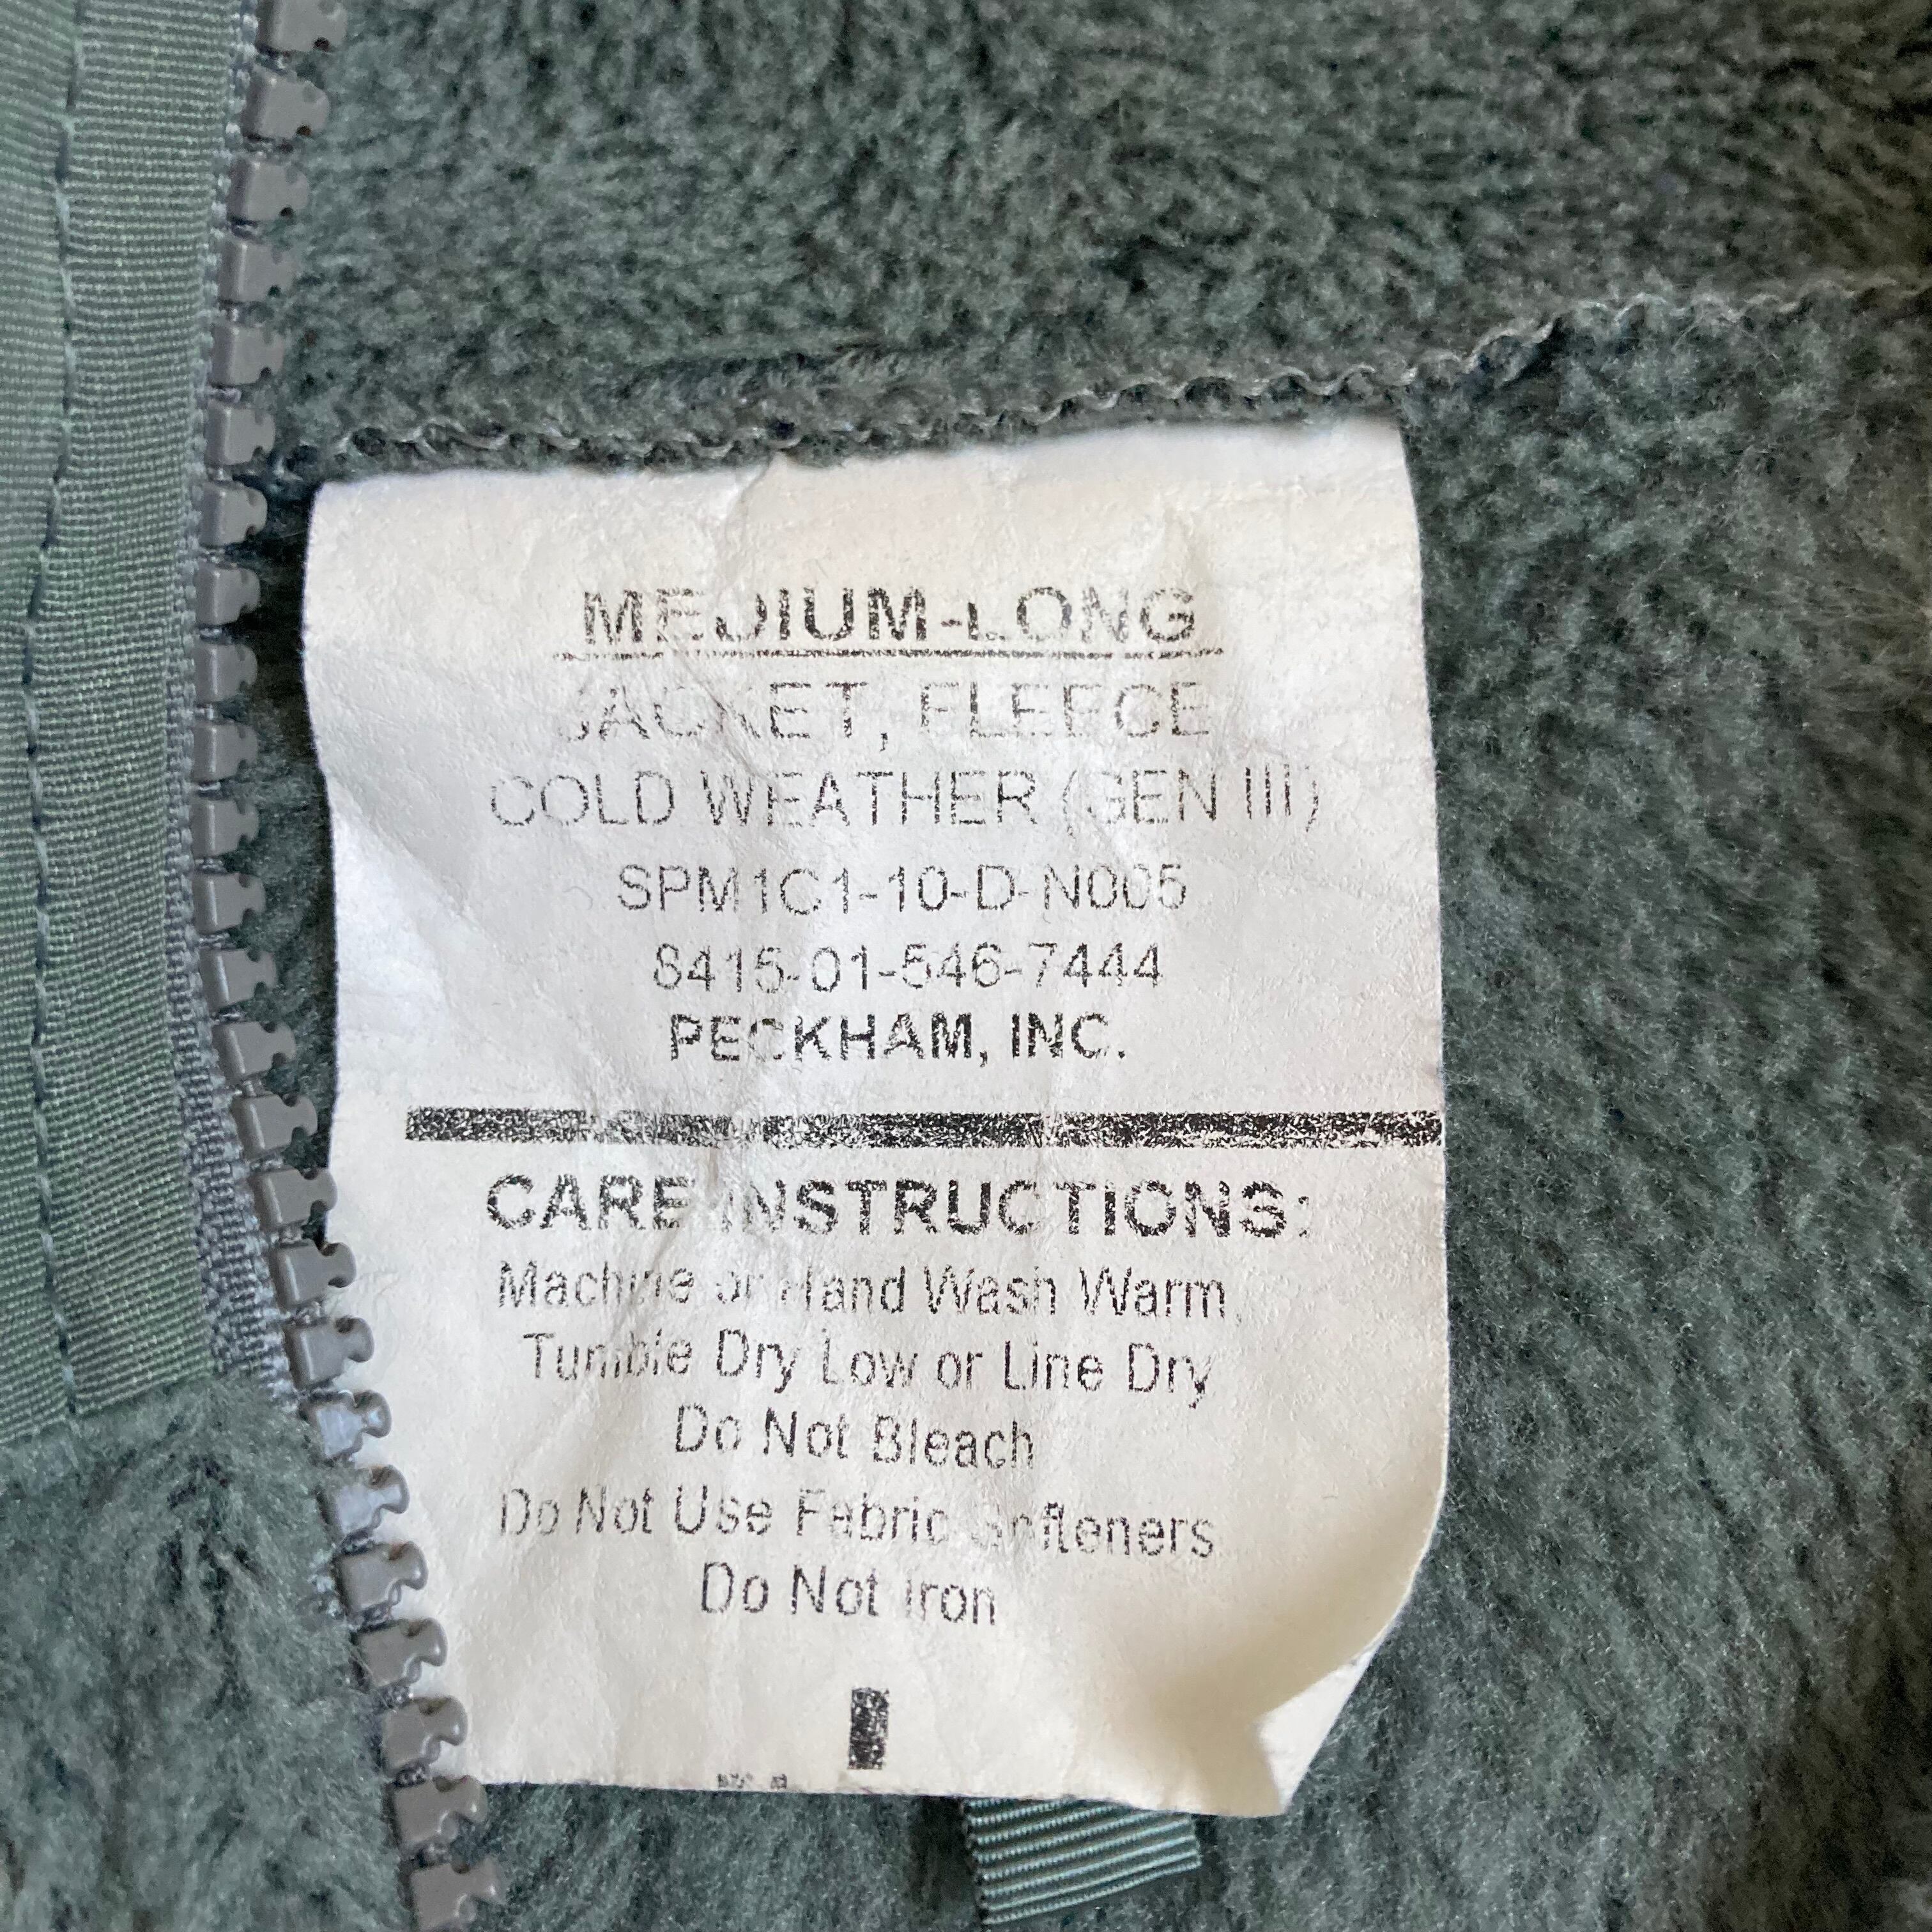 MEDIUM-LONG
JACKET, FLEECE
COLD WEATHER (GEN III)
SPM1C1-10-D-N005
8415-01-546-7444
PECKHAM, INC.
CARE INSTRUCTIONS:
Machine or Hand Wash Warm,
Tumble Dry Low or Line Dry
Do Not Bleach
Do Not Use Fabric Softeners
Do Not Iron